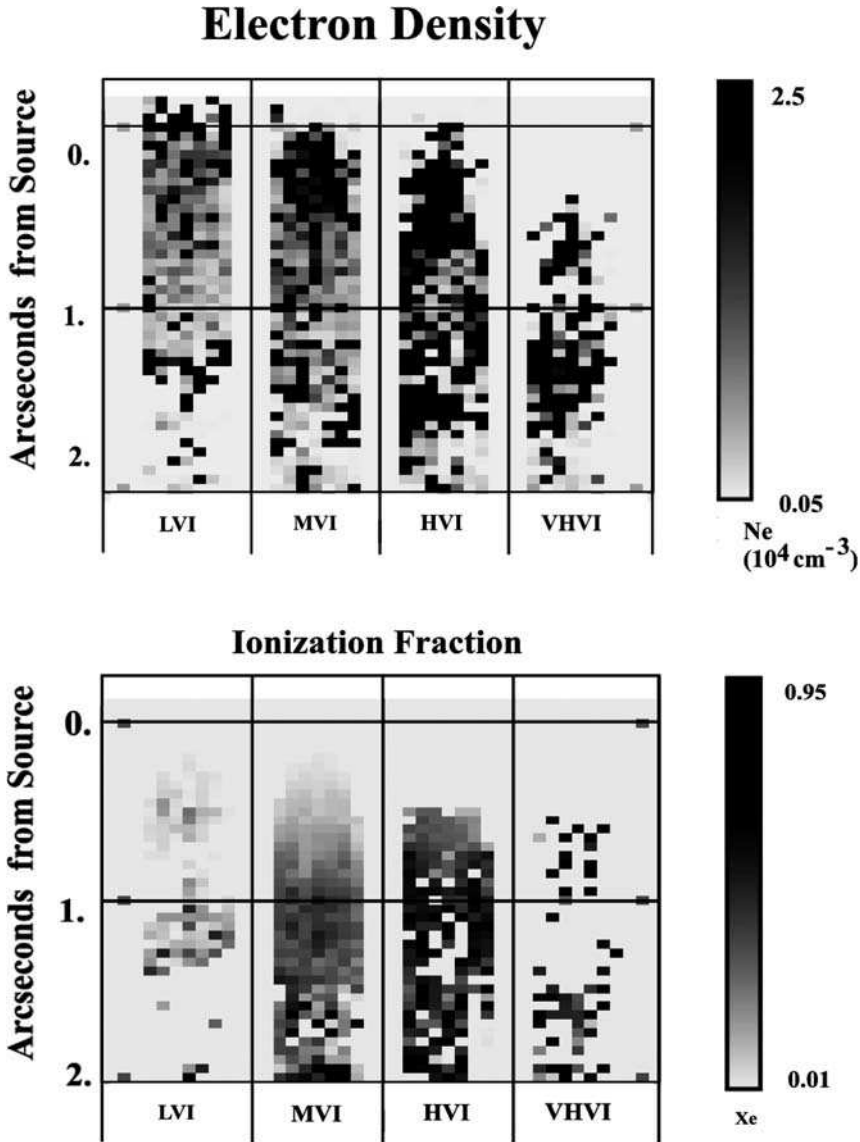 Electron Density
Arcseconds from Source
0.
1.
2.
LVI
MVI
HVI
VHVI
2.5
0.05
Ne
(10⁴ cm⁻³)
Ionization Fraction
Arcseconds from Source
0.
1.
2.
LVI
MVI
HVI
VHVI
0.95
0.01
Xe